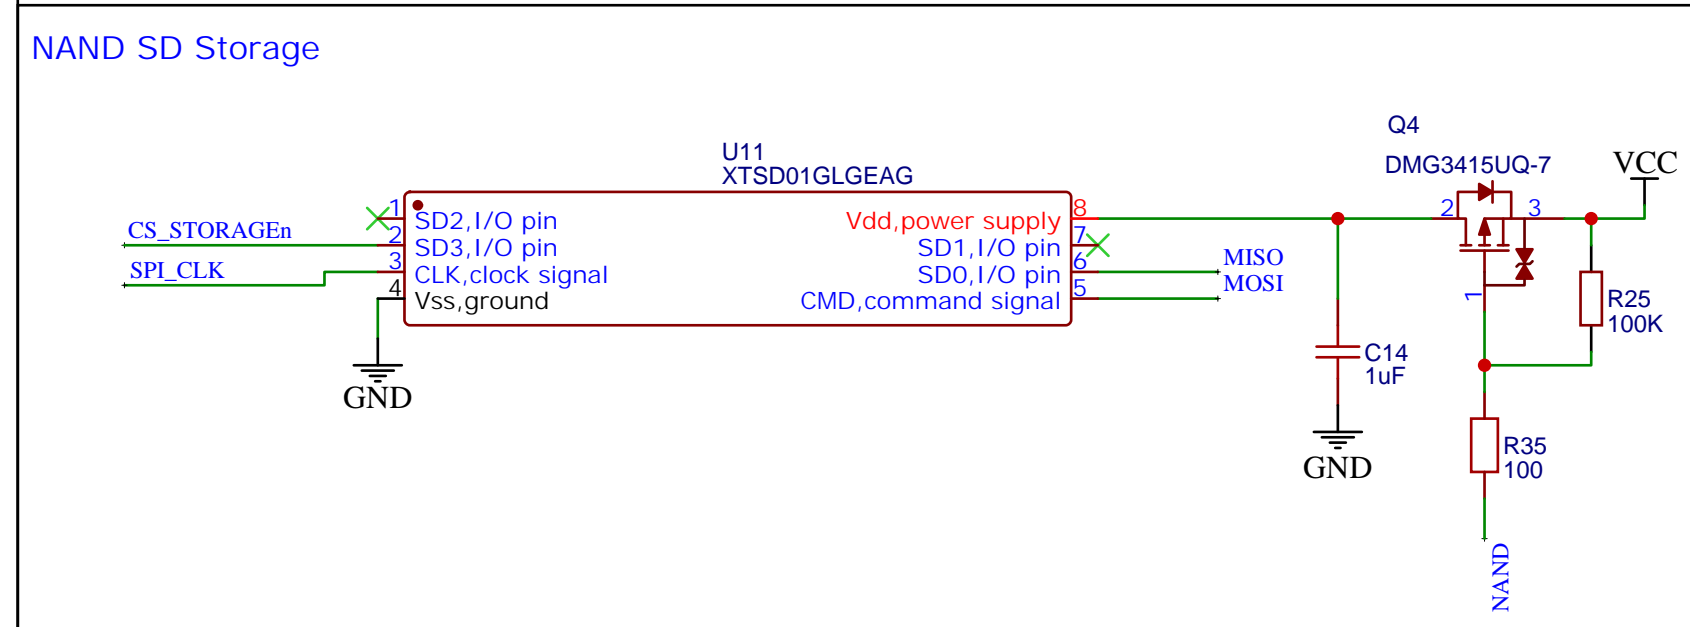 NAND SD Storage
Q4
DMG3415UQ-7
VCC
U11
XTSD01GLGEAG
CS_STORAGEn
SPI_CLK
1
2
3
4
SD2,I/O pin
SD3,I/O pin
CLK,clock signal
Vss,ground
Vdd,power supply
SD1,I/O pin
SD0,I/O pin
CMD,command signal
8
7
6
5
MISO
MOSI
2
3
1
R25
100K
C14
1uF
GND
GND
R35
100
NAND